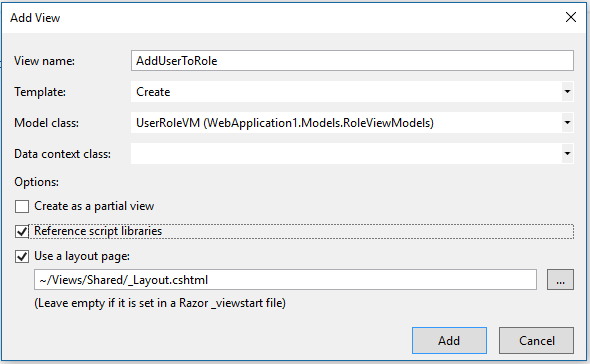 Add View
View name: AddUserToRole
Template: Create
Model class: UserRoleVM (WebApplication1.Models.RoleViewModels)
Data context class:
Options:
Create as a partial view
Reference script libraries
Use a layout page:
~/Views/Shared/_Layout.cshtml ...
(Leave empty if it is set in a Razor _viewstart file)
Add Cancel